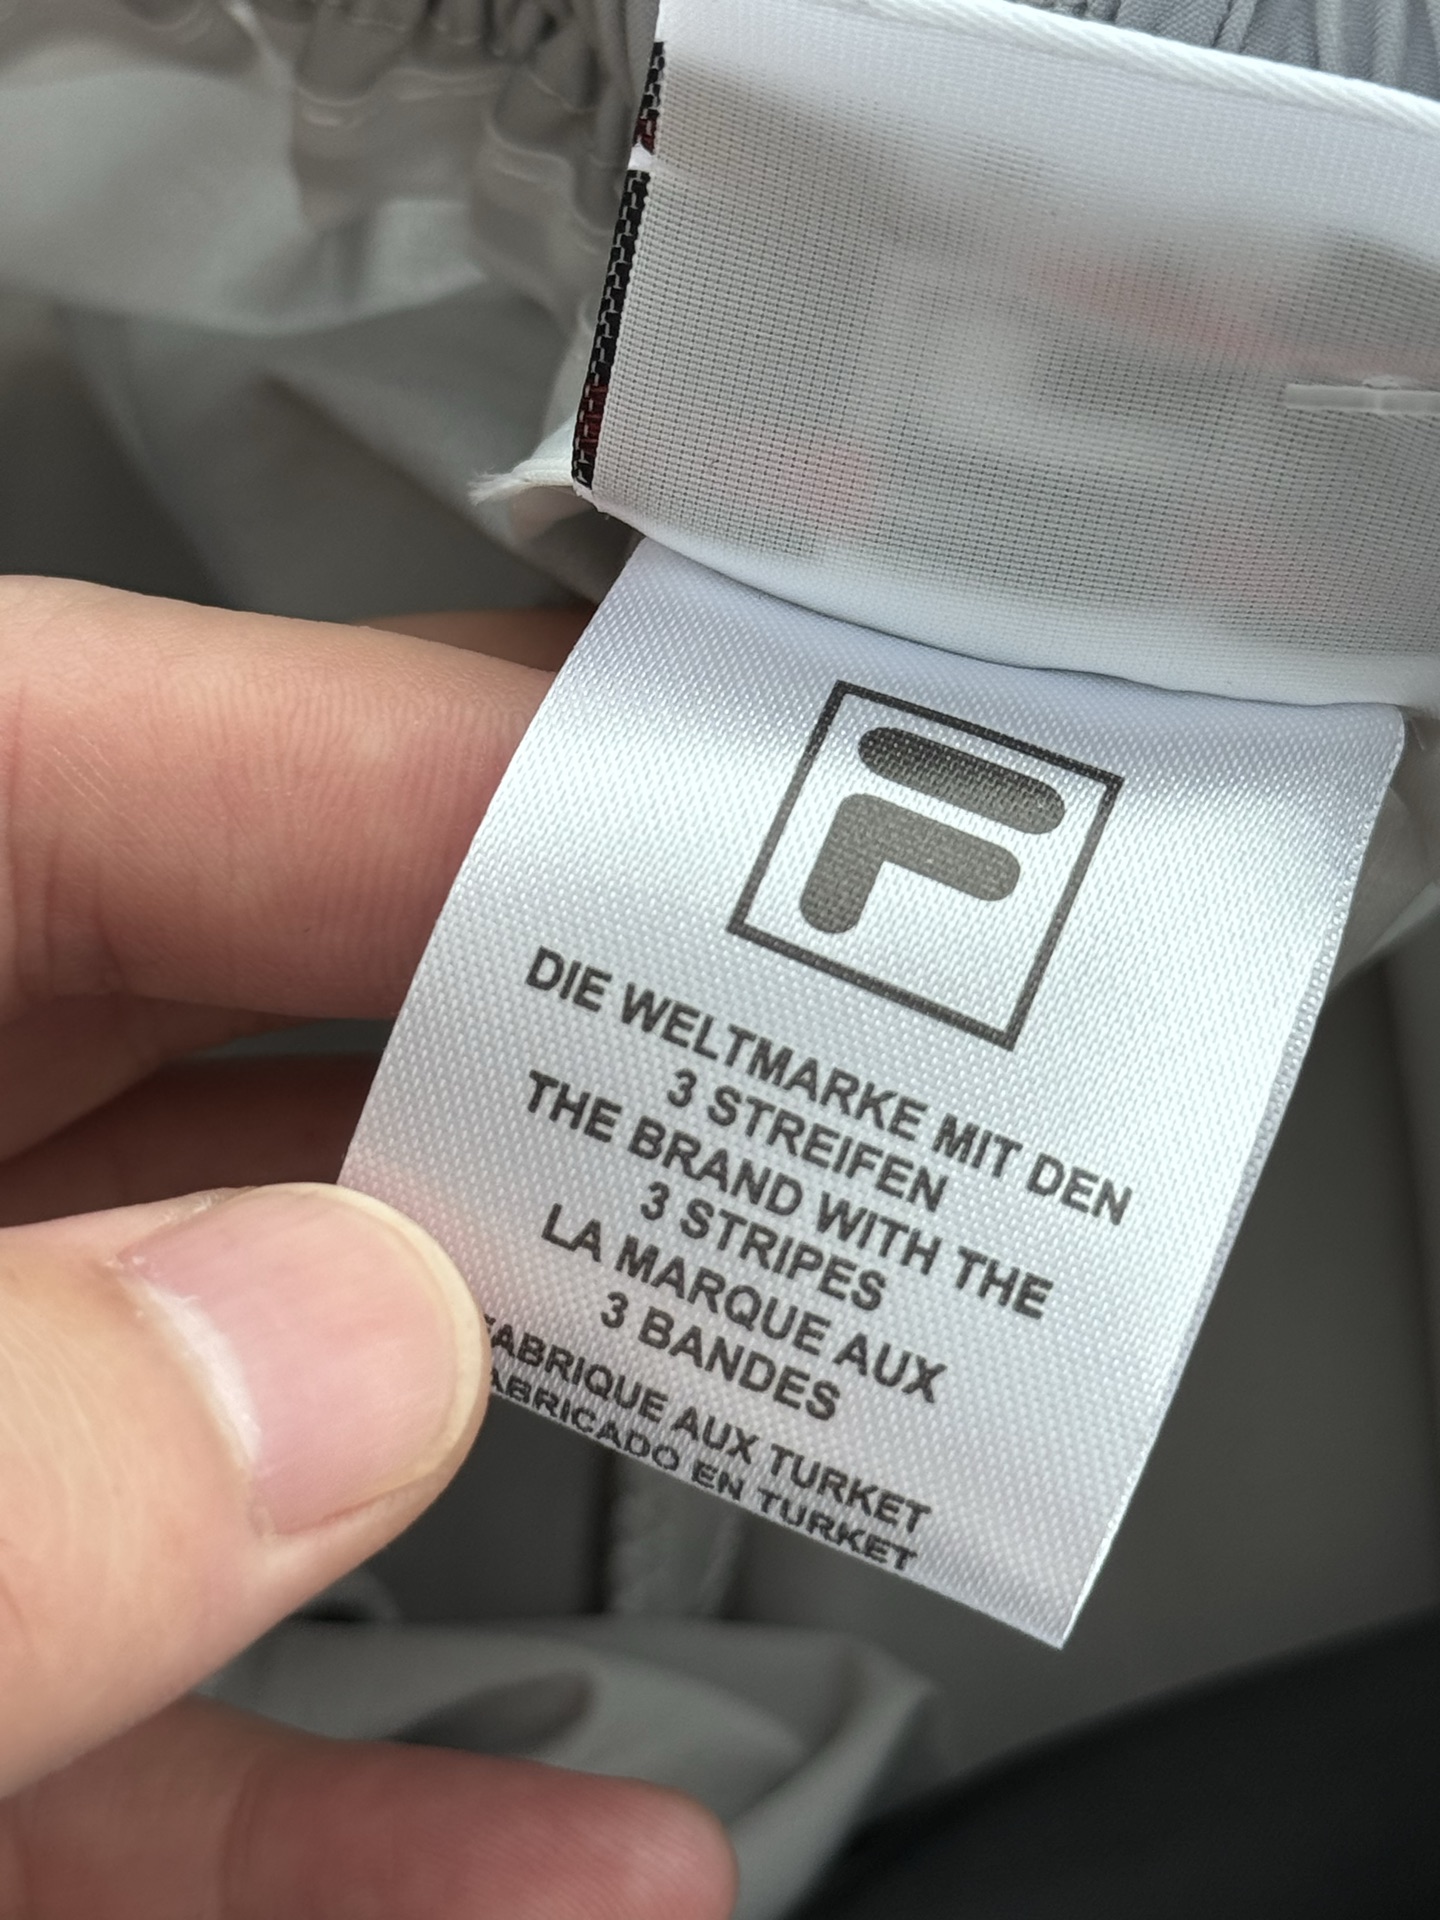 F
DIE WELTMARKE MIT DEN
3 STREIFEN
THE BRAND WITH THE
3 STRIPES
LA MARQUE AUX
3 BANDES
FABRIQUE AUX TURKET
ABRICADO EN TURKET